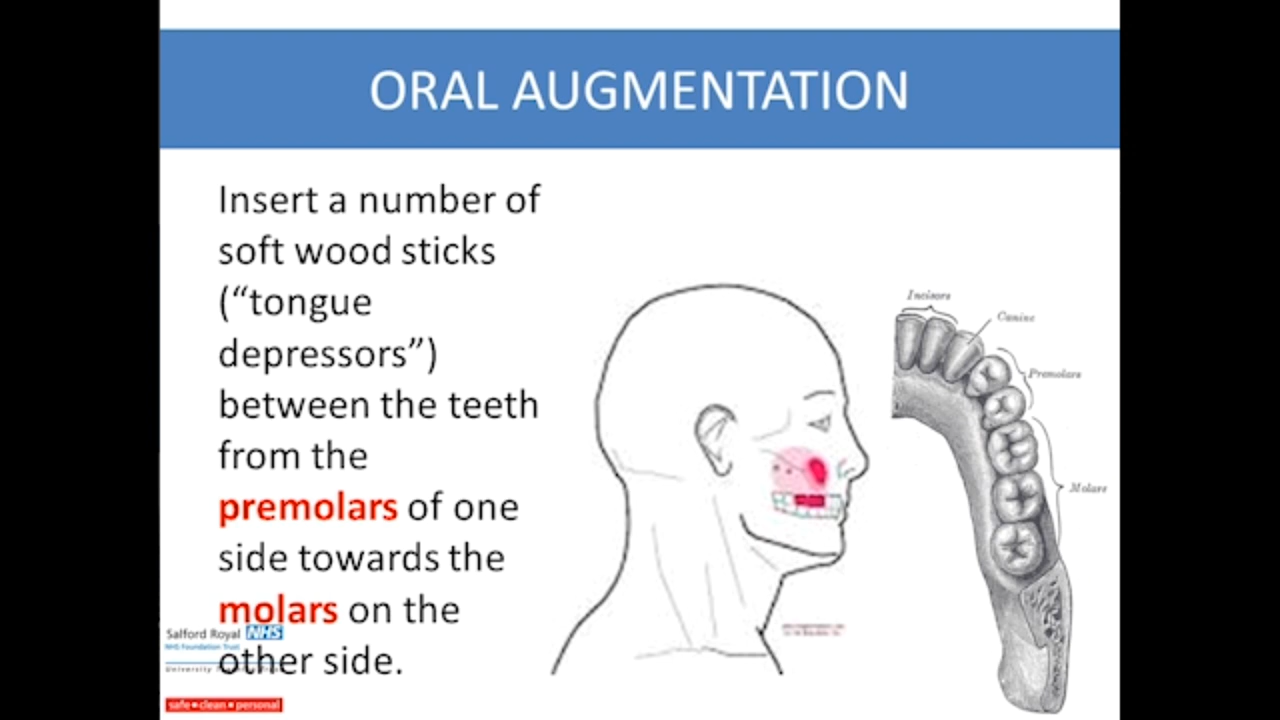 ORAL AUGMENTATION
Insert a number of
soft wood sticks
(“tongue
depressors”)
between the teeth
from the
premolars of one
side towards the
molars on the
other side.
Incisors
Canine
Premolars
Molars
Salford Royal NHS
NHS Foundation Trust
University
safe • clean • personal